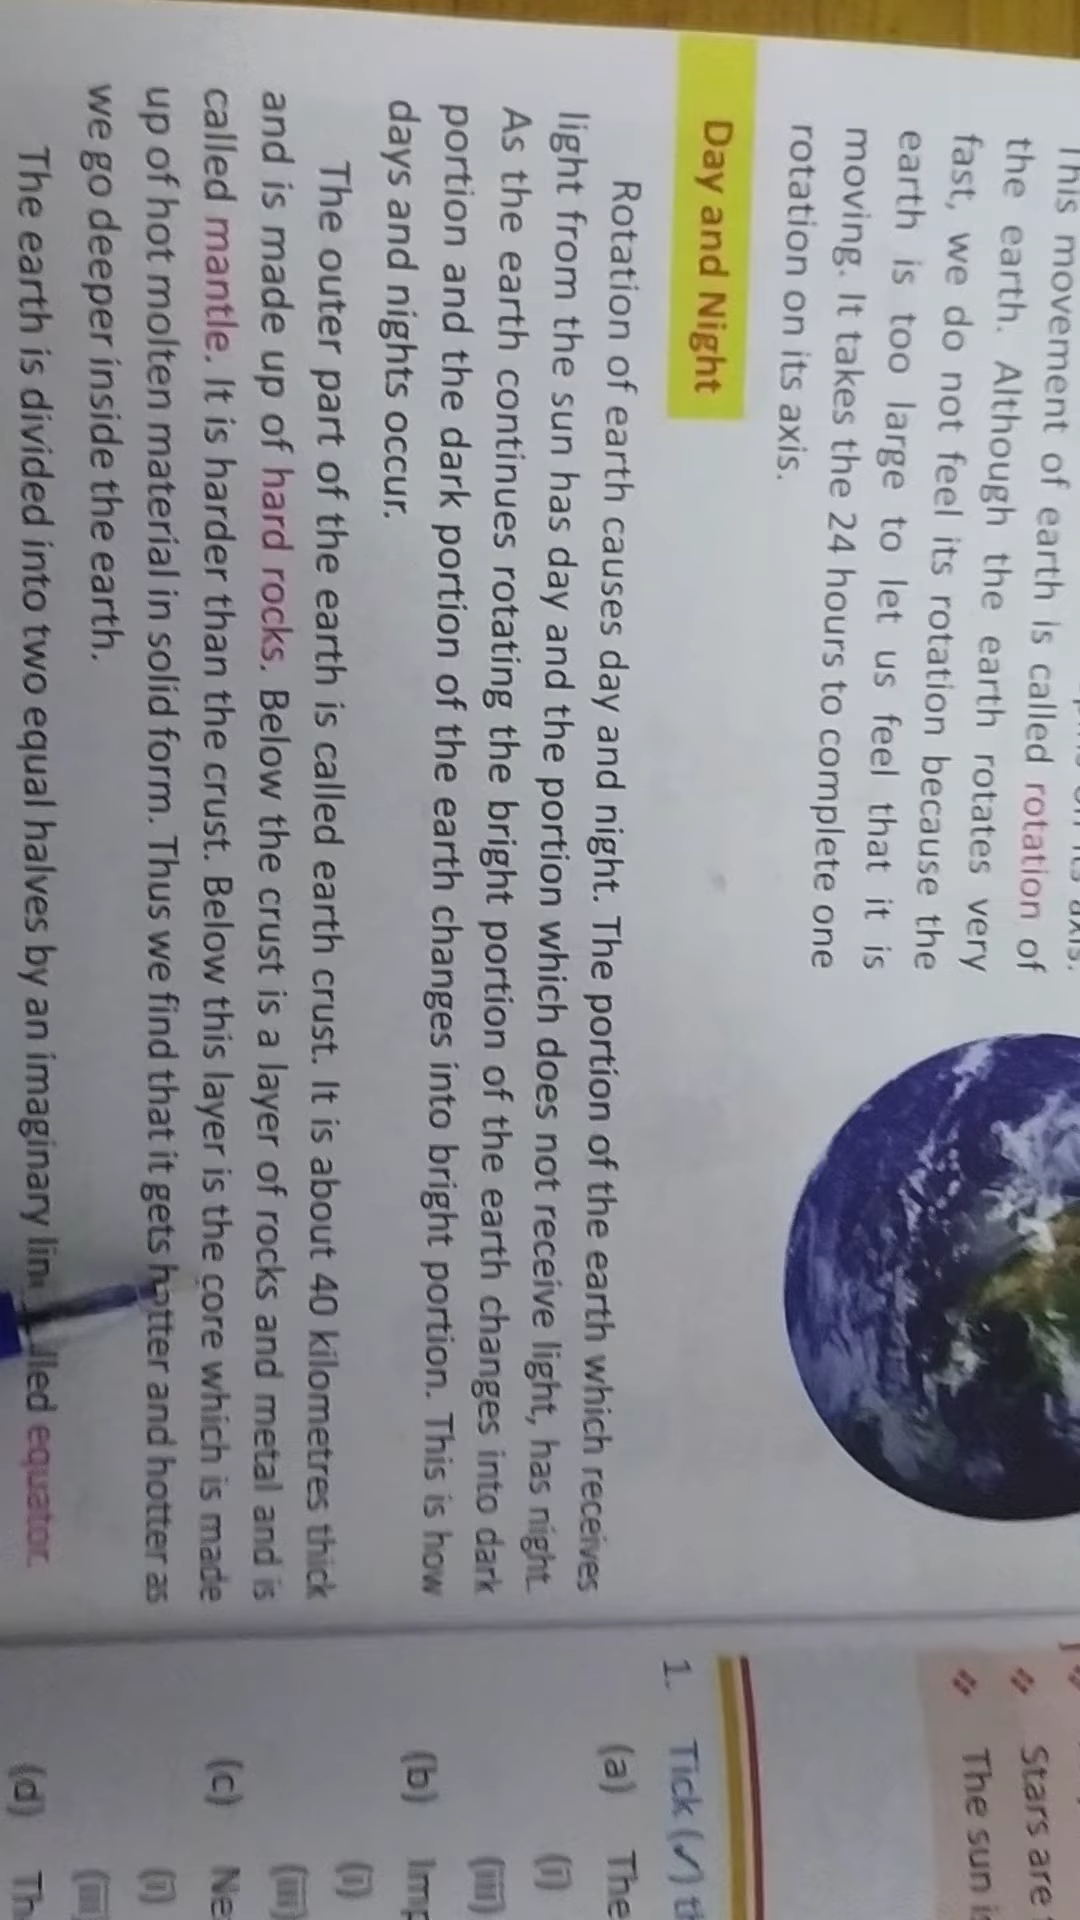 This movement of earth is called rotation of
the earth. Although the earth rotates very
fast, we do not feel its rotation because the
earth is too large to let us feel that it is
moving. It takes the 24 hours to complete one
rotation on its axis.
Day and Night
Rotation of earth causes day and night. The portion of the earth which receives
light from the sun has day and the portion which does not receive light, has night.
As the earth continues rotating the bright portion of the earth changes into dark
portion and the dark portion of the earth changes into bright portion. This is how
days and nights occur.
The outer part of the earth is called earth crust. It is about 40 kilometres thick
and is made up of hard rocks. Below the crust is a layer of rocks and metal and is
called mantle. It is harder than the crust. Below this layer is the core which is made
up of hot molten material in solid form. Thus we find that it gets hotter and hotter as
we go deeper inside the earth.
The earth is divided into two equal halves by an imaginary equator.
Stars are
The sun
1. Tick (✓)
(a) The
(i)
(iii)
(b)
(i)
(iii)
(c)
(i)
(iii)
(d)